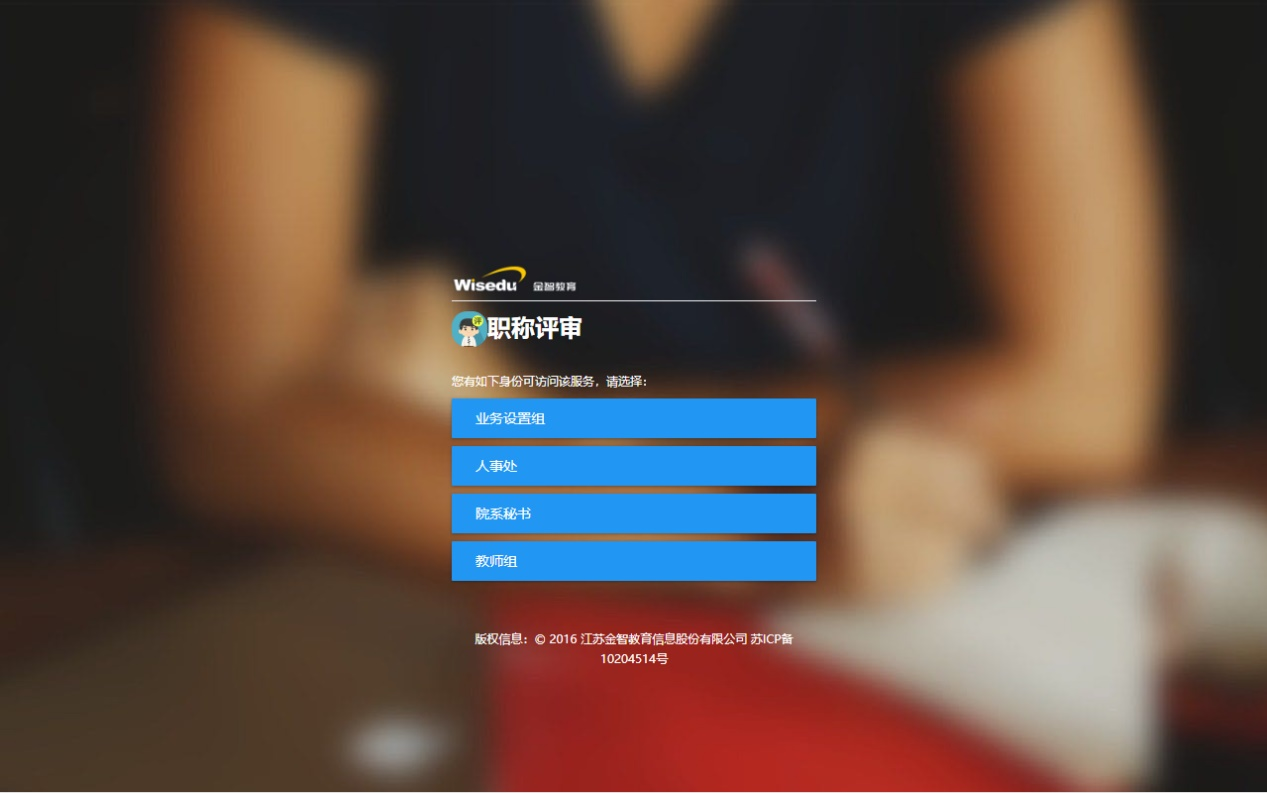 Wisedu 金智教育
评
职称评审
您有如下身份可访问该服务，请选择：
业务设置组
人事处
院系秘书
教师组
版权信息：© 2016 江苏金智教育信息股份有限公司 苏ICP备
10204514号